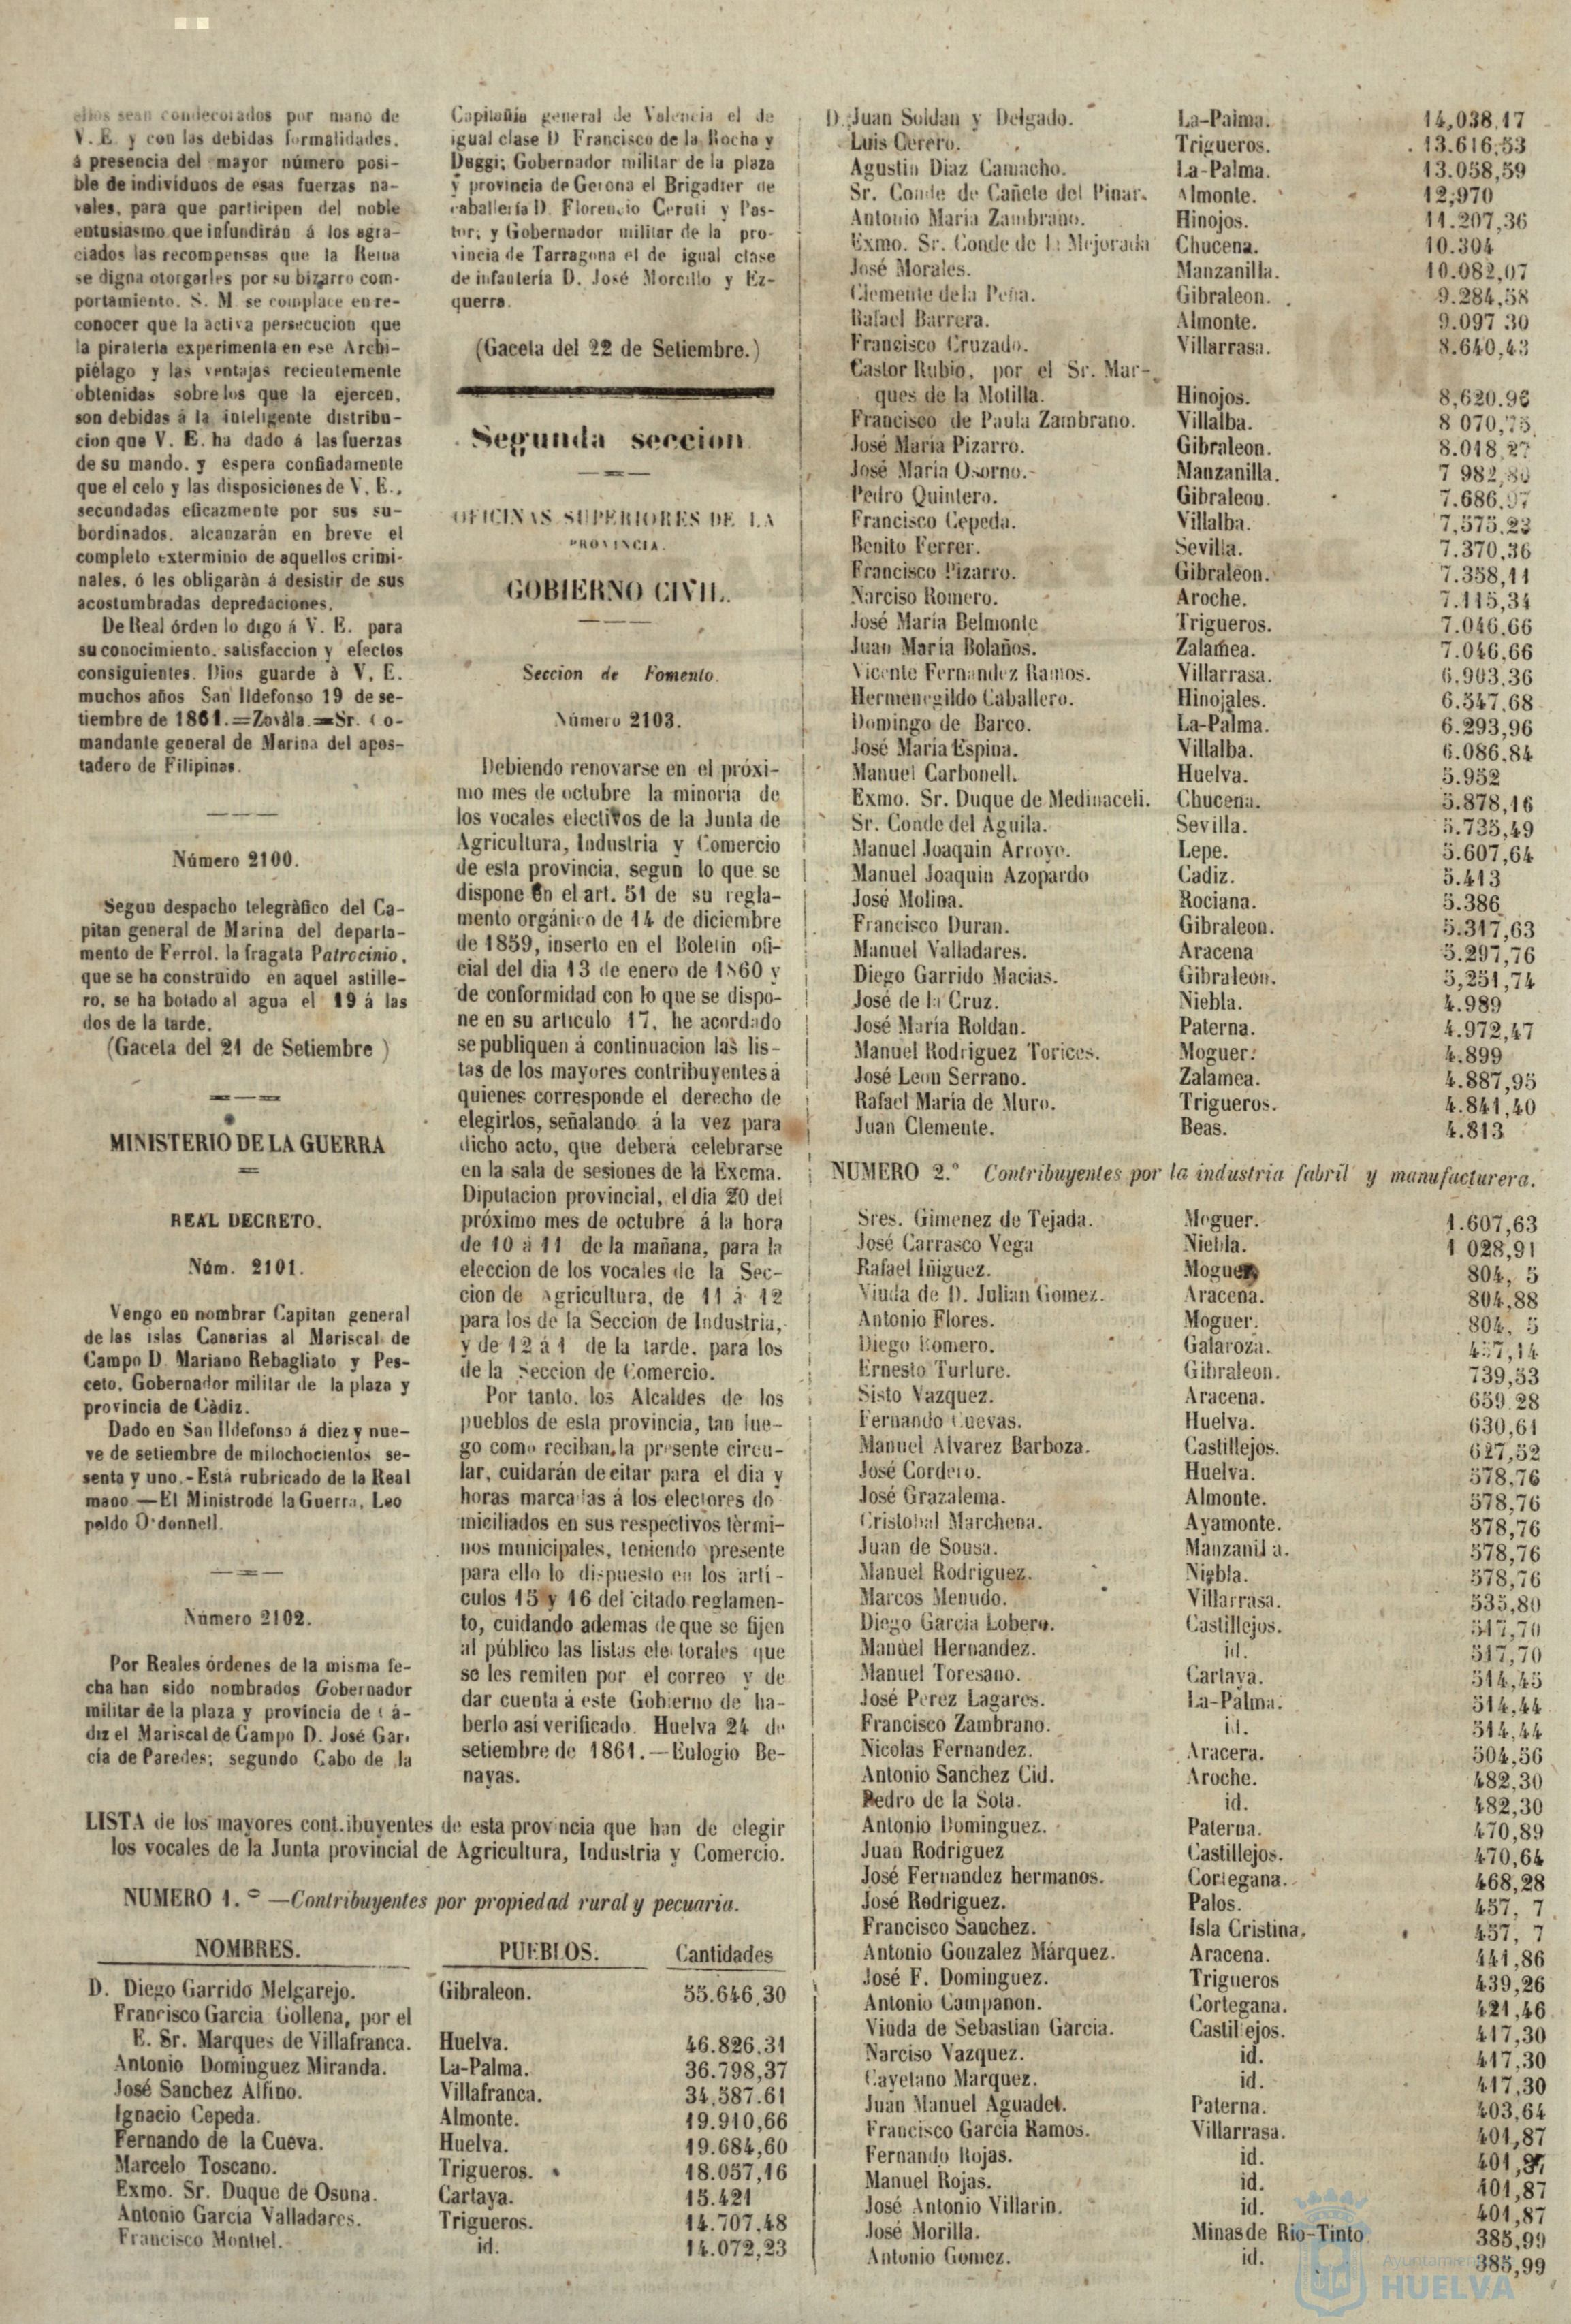 ellos sean condecorados por mano de
V. E y con las debidas formalidades.
á presencia del mayor número posi-
ble de individuos de esas fuerzas na-
vales, para que participen del noble
entusiasmo que infundirán á los agra-
ciados las recompensas que la Reina
se digna otorgarles por su bizarro com-
portamiento. S. M se complace en re-
conocer que la activa persecucion que
la piratería experimenta en ese Archi-
piélago y las ventajas recientemente
obtenidas sobre los que la ejercen,
son debidas á la inteligente distribu-
cion que V. E. ha dado á las fuerzas
de su mando. y espera confiadamente
que el celo y las disposiciones de V. E.,
secundadas eficazmente por sus su-
bordinados, alcanzarán en breve el
completo exterminio de aquellos crimi-
nales, ó les obligarán á desistir de sus
acostumbradas depredaciones.
De Real órden lo digo á V. E. para
su conocimiento, satisfaccion y efectos
consiguientes. Dios guarde à V. E.
muchos años San Ildefonso 19 de se-
tiembre de 1861.=Zavala.=Sr. Co-
mandante general de Marina del apos-
tadero de Filipinas.
Número 2100.
Segun despacho telegráfico del Ca-
pitan general de Marina del departa-
mento de Ferrol, la fragata Patrocinio,
que se ha construido en aquel astille-
ro, se ha botado al agua el 19 á las
dos de la tarde.
(Gaceta del 21 de Setiembre )
MINISTERIO DE LA GUERRA
REAL DECRETO.
Núm. 2101.
Vengo en nombrar Capitan general
de las islas Canarias al Mariscal de
Campo D. Mariano Rebagliato y Pes-
ceto, Gobernador militar de la plaza y
provincia de Cádiz.
Dado en San Ildefonso á diez y nue-
ve de setiembre de milochocientos se-
senta y uno.-Está rubricado de la Real
mano —El Ministrode la Guerra, Leo
poldo O'donnell.
Número 2102.
Por Reales órdenes de la misma fe-
cha han sido nombrados Gobernador
militar de la plaza y provincia de Cá-
diz el Mariscal de Campo D. José Gar-
cía de Paredes; segundo Cabo de la
Capitañia general de Valencia el de
igual clase D Francisco de la Rocha y
Duggi; Gobernador militar de la plaza
y provincia de Gerona el Brigadier de
caballería D. Florencio Ceruti y Pas-
tor; y Gobernador militar de la pro-
vincia de Tarragona el de igual clase
de infantería D. José Morcillo y Ez-
querra.
(Gaceta del 22 de Setiembre.)
Segunda seccion
OFICINAS SUPERIORES DE LA
PROVINCIA.
GOBIERNO CIVIL.
Seccion de Fomento.
Número 2103.
Debiendo renovarse en el próxi-
mo mes de octubre la minoría de
los vocales electivos de la Junta de
Agricultura, Industria y Comercio
de esta provincia, segun lo que se
dispone en el art. 51 de su regla-
mento orgánico de 14 de diciembre
de 1859, inserto en el Boletin ofi-
cial del dia 13 de enero de 1860 y
de conformidad con lo que se dispo-
ne en su articulo 17, he acordado
se publiquen á continuacion las lis-
tas de los mayores contribuyentes á
quienes corresponde el derecho de
elegirlos, señalando á la vez para
dicho acto, que deberá celebrarse
en la sala de sesiones de la Excma.
Diputacion provincial, el dia 20 del
próximo mes de octubre á la hora
de 10 á 11 de la mañana, para la
eleccion de los vocales de la Sec-
cion de Agricultura, de 11 á 12
para los de la Seccion de Industria,
y de 12 á 1 de la tarde, para los
de la Seccion de Comercio.
Por tanto, los Alcaldes de los
pueblos de esta provincia, tan lue-
go como reciban la presente circu-
lar, cuidarán de citar para el dia y
horas marcadas á los electores do
miciliados en sus respectivos térmi-
nos municipales, teniendo presente
para ello lo dispuesto en los artí-
culos 15 y 16 del citado reglamen-
to, cuidando ademas de que se fijen
al público las listas electorales que
se les remiten por el correo y de
dar cuenta á este Gobierno de ha-
berlo asi verificado. Huelva 24 de
setiembre de 1861.—Eulogio Be-
nayas.
LISTA de los mayores contribuyentes de esta provincia que han de elegir
los vocales de la Junta provincial de Agricultura, Industria y Comercio.
NUMERO 1.º —Contribuyentes por propiedad rural y pecuaria.
NOMBRES. PUEBLOS. Cantidades
D. Diego Garrido Melgarejo. Gibraleon. 55.646,30
Francisco Garcia Gollena, por el
E. Sr. Marques de Villafranca. Huelva. 46.826,31
Antonio Dominguez Miranda. La-Palma. 36.798,37
José Sanchez Alfino. Villafranca. 34,587.61
Ignacio Cepeda. Almonte. 19.910,66
Fernando de la Cueva. Huelva. 19.684,60
Marcelo Toscano. Trigueros. 18.057,16
Exmo. Sr. Duque de Osuna. Cartaya. 15.421
Antonio García Valladares. Trigueros. 14.707,48
Francisco Montiel. id. 14.072,23
D. Juan Soldan y Delgado. La-Palma. 14,038,17
Luis Cerero. Trigueros. 13.616,53
Agustin Diaz Camacho. La-Palma. 13.058,59
Sr. Conde de Cañete del Pinar. Almonte. 12,970
Antonio Maria Zambrano. Hinojos. 11.207,36
Exmo. Sr. Conde de la Mejorada Chucena. 10.304
José Morales. Manzanilla. 10.082,07
Clemente dela Peña. Gibraleon. 9.284,58
Rafael Barrera. Almonte. 9.097 30
Francisco Cruzado. Villarrasa. 8.640,43
Castor Rubio, por el Sr. Mar-
ques de la Motilla. Hinojos. 8,620.96
Francisco de Paula Zambrano. Villalba. 8 070,75
José Maria Pizarro. Gibraleon. 8.018,27
José Maria Osorno. Manzanilla. 7 982,80
Pedro Quintero. Gibraleon. 7.686,97
Francisco Cepeda. Villalba. 7,575,23
Benito Ferrer. Sevilla. 7.370,36
Francisco Pizarro. Gibraleon. 7.358,11
Narciso Romero. Aroche. 7.115,34
José Maria Belmonte Trigueros. 7.046,66
Juan María Bolaños. Zalamea. 7.046,66
Vicente Fernandez Ramos. Villarrasa. 6.903,36
Hermenegildo Caballero. Hinojales. 6.547,68
Domingo de Barco. La-Palma. 6.293,96
José Maria Espina. Villalba. 6.086,84
Manuel Carbonell. Huelva. 5.952
Exmo. Sr. Duque de Medinaceli. Chucena. 5.878,16
Sr. Conde del Aguila. Sevilla. 5.735,49
Manuel Joaquin Arroyo. Lepe. 5.607,64
Manuel Joaquin Azopardo Cadiz. 5.413
José Molina. Rociana. 5.386
Francisco Duran. Gibraleon. 5.317,63
Manuel Valladares. Aracena 5.297,76
Diego Garrido Macias. Gibraleon. 5,251,74
José de la Cruz. Niebla. 4.989
José María Roldan. Paterna. 4.972,47
Manuel Rodriguez Torices. Moguer. 4.899
José Leon Serrano. Zalamea. 4.887,95
Rafael Maria de Muro. Trigueros. 4.841,40
Juan Clemente. Beas. 4.813
NUMERO 2.º Contribuyentes por la industria fabril y manufacturera.
Sres. Gimenez de Tejada. Moguer. 1.607,63
José Carrasco Vega Niebla. 1 028,91
Rafael Iñiguez. Moguer 804, 5
Viuda de D. Julian Gomez. Aracena. 804,88
Antonio Flores. Moguer. 804, 5
Diego Romero. Galaroza. 457,14
Ernesto Turlure. Gibraleon. 739,53
Sisto Vazquez. Aracena. 659 28
Fernando Cuevas. Huelva. 630,61
Manuel Alvarez Barboza. Castillejos. 627,52
José Cordero. Huelva. 578,76
José Grazalema. Almonte. 578,76
Cristobal Marchena. Ayamonte. 578,76
Juan de Sousa. Manzanilla. 578,76
Manuel Rodriguez. Niebla. 578,76
Marcos Menudo. Villarrasa. 535,80
Diego Garcia Lobero. Castillejos. 517,70
Manuel Hernandez. id. 517,70
Manuel Toresano. Cartaya. 514,45
José Perez Lagares. La-Palma. 514,44
Francisco Zambrano. id. 514,44
Nicolas Fernandez. Aracera. 504,56
Antonio Sanchez Cid. Aroche. 482,30
Pedro de la Sota. id. 482,30
Antonio Dominguez. Paterna. 470,89
Juan Rodriguez Castillejos. 470,64
José Fernandez hermanos. Cortegana. 468,28
José Rodriguez. Palos. 457, 7
Francisco Sanchez. Isla Cristina. 457, 7
Antonio Gonzalez Márquez. Aracena. 441,86
José F. Dominguez. Trigueros 439,26
Antonio Campanon. Cortegana. 421,46
Viuda de Sebastian Garcia. Castillejos. 417,30
Narciso Vazquez. id. 417,30
Cayetano Marquez. id. 417,30
Juan Manuel Aguadet. Paterna. 403,64
Francisco Garcia Ramos. Villarrasa. 401,87
Fernando Rojas. id. 401,87
Manuel Rojas. id. 401,87
José Antonio Villarin. id. 401,87
José Morilla. Minas de Rio-Tinto 385,99
Antonio Gomez. id. 385,99
Ayuntamiento
HUELVA